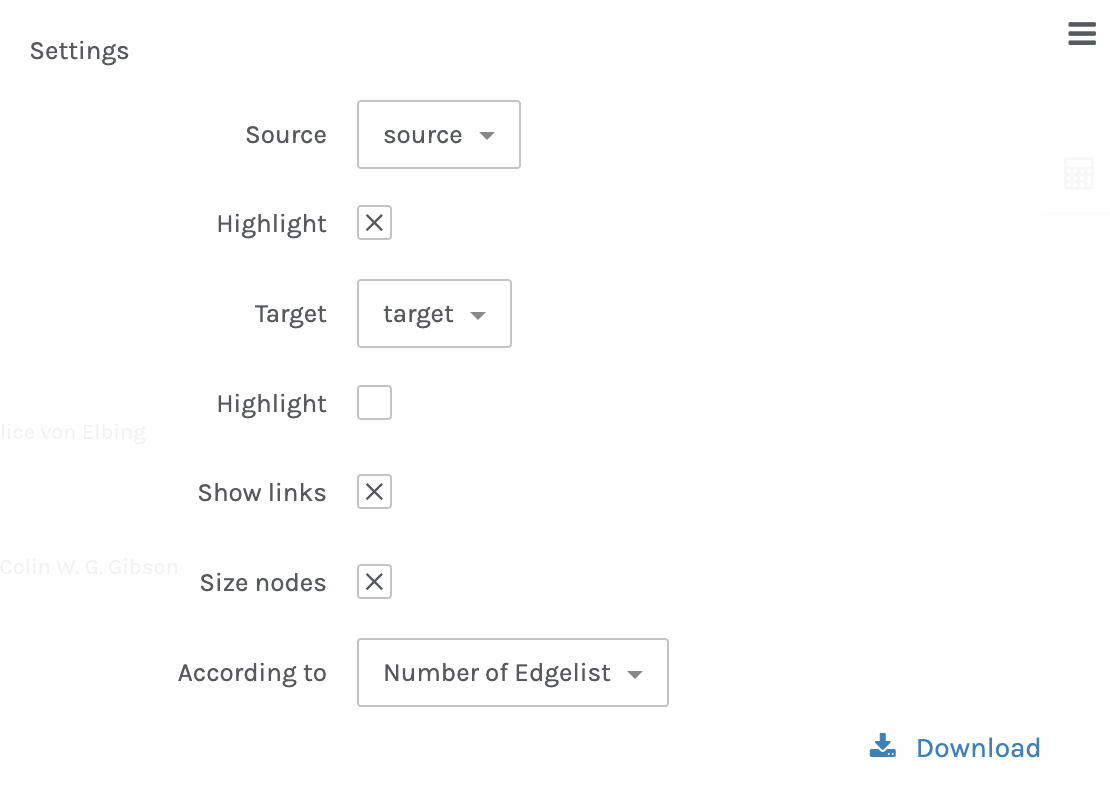 Settings
Source source
Highlight
Target target
Highlight
lice von Elbing
Show links
Colin W. G. Gibson
Size nodes
According to Number of Edgelist
Download